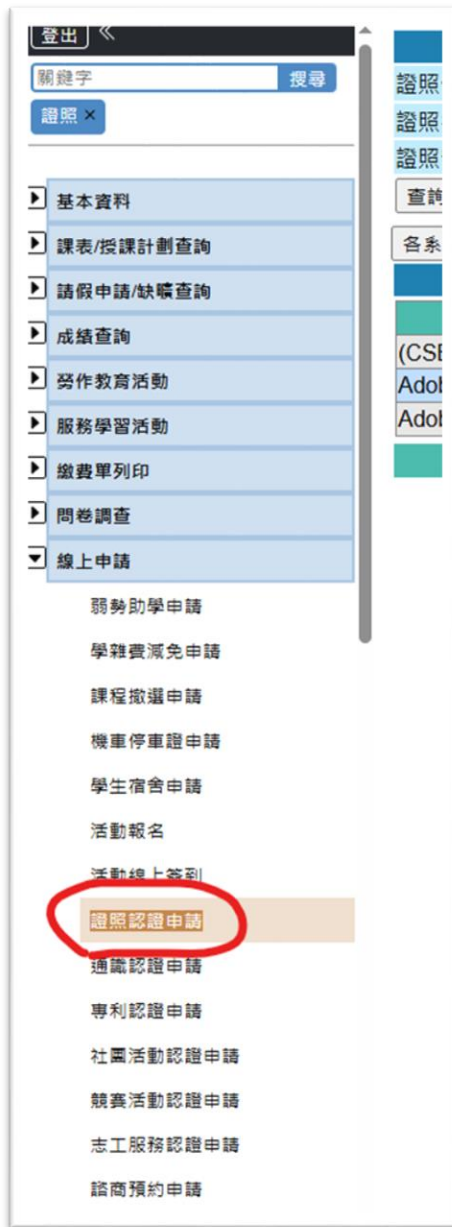 登出 «
關鍵字 搜尋
證照 ×
基本資料
課表/授課計劃查詢
請假申請/缺曠查詢
成績查詢
勞作教育活動
服務學習活動
繳費單列印
問卷調查
線上申請
弱勢助學申請
學雜費減免申請
課程撤選申請
機車停車證申請
學生宿舍申請
活動報名
活動線上簽到
證照認證申請
通識認證申請
專利認證申請
社團活動認證申請
競賽活動認證申請
志工服務認證申請
諮商預約申請
證照
證照
證照
查詢
各系
(CSE
Adob
Adob